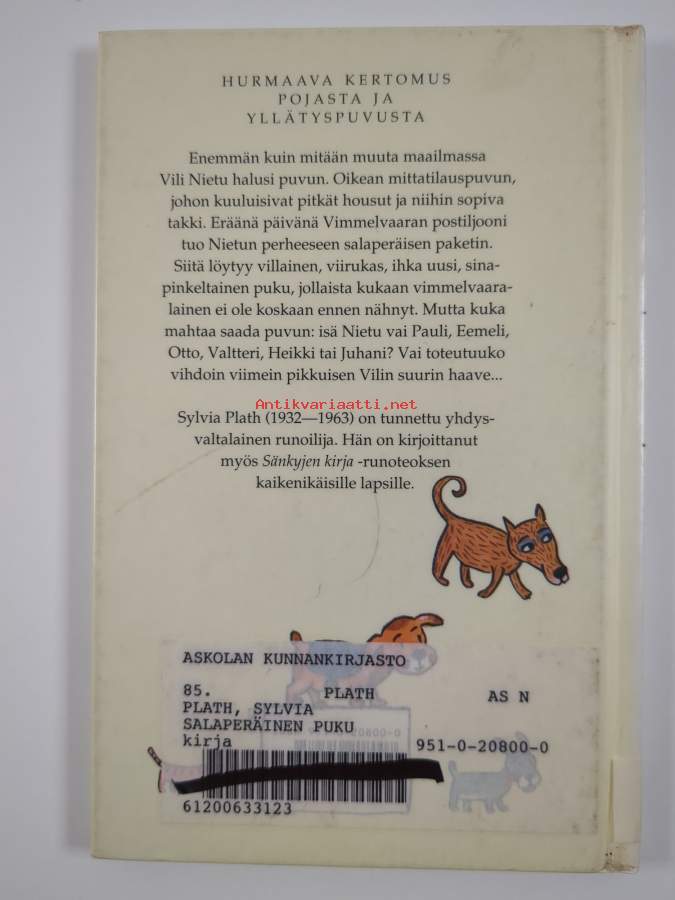 HURMAAVA KERTOMUS
POJASTA JA
YLLÄTYSPUVUSTA
Enemmän kuin mitään muuta maailmassa
Vili Nietu halusi puvun. Oikean mittatilauspuvun,
johon kuuluisivat pitkät housut ja niihin sopiva
takki. Eräänä päivänä Vimmelvaaran postiljooni
tuo Nietun perheeseen salaperäisen paketin.
Siitä löytyy villainen, viirukas, ihka uusi, sina-
pinkeltainen puku, jollaista kukaan vimmelvaara-
lainen ei ole koskaan ennen nähnyt. Mutta kuka
mahtaa saada puvun: isä Nietu vai Pauli, Eemeli,
Otto, Valtteri, Heikki tai Juhani? Vai toteutuuko
vihdoin viimein pikkuisen Vilin suurin haave...
Antikvariaatti.net
Sylvia Plath (1932—1963) on tunnettu yhdys-
valtalainen runoilija. Hän on kirjoittanut
myös Sänkyjen kirja -runoteoksen
kaikenikäisille lapsille.
ASKOLAN KUNNANKIRJASTO
85. PLATH AS N
PLATH, SYLVIA
SALAPERÄINEN PUKU
-20800-0
kirja 951-0-20800-0
61200633123